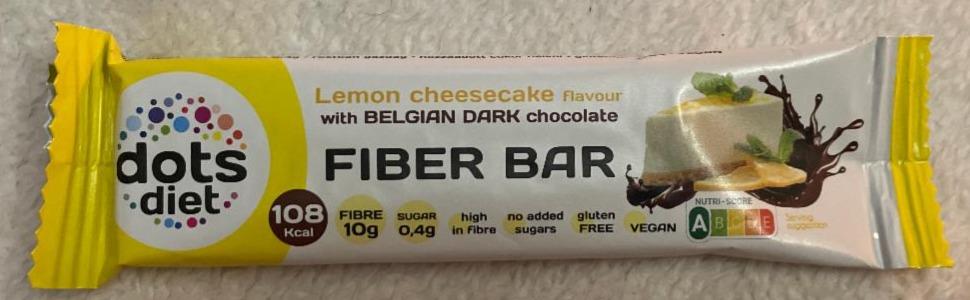 dots
diet
Lemon cheesecake flavour
with BELGIAN DARK chocolate
FIBER BAR
108
Kcal
FIBRE
10g
SUGAR
0,4g
high
in fibre
no added
sugars
gluten
FREE
VEGAN
NUTRI-SCORE
A B C D E
Serving
suggestion